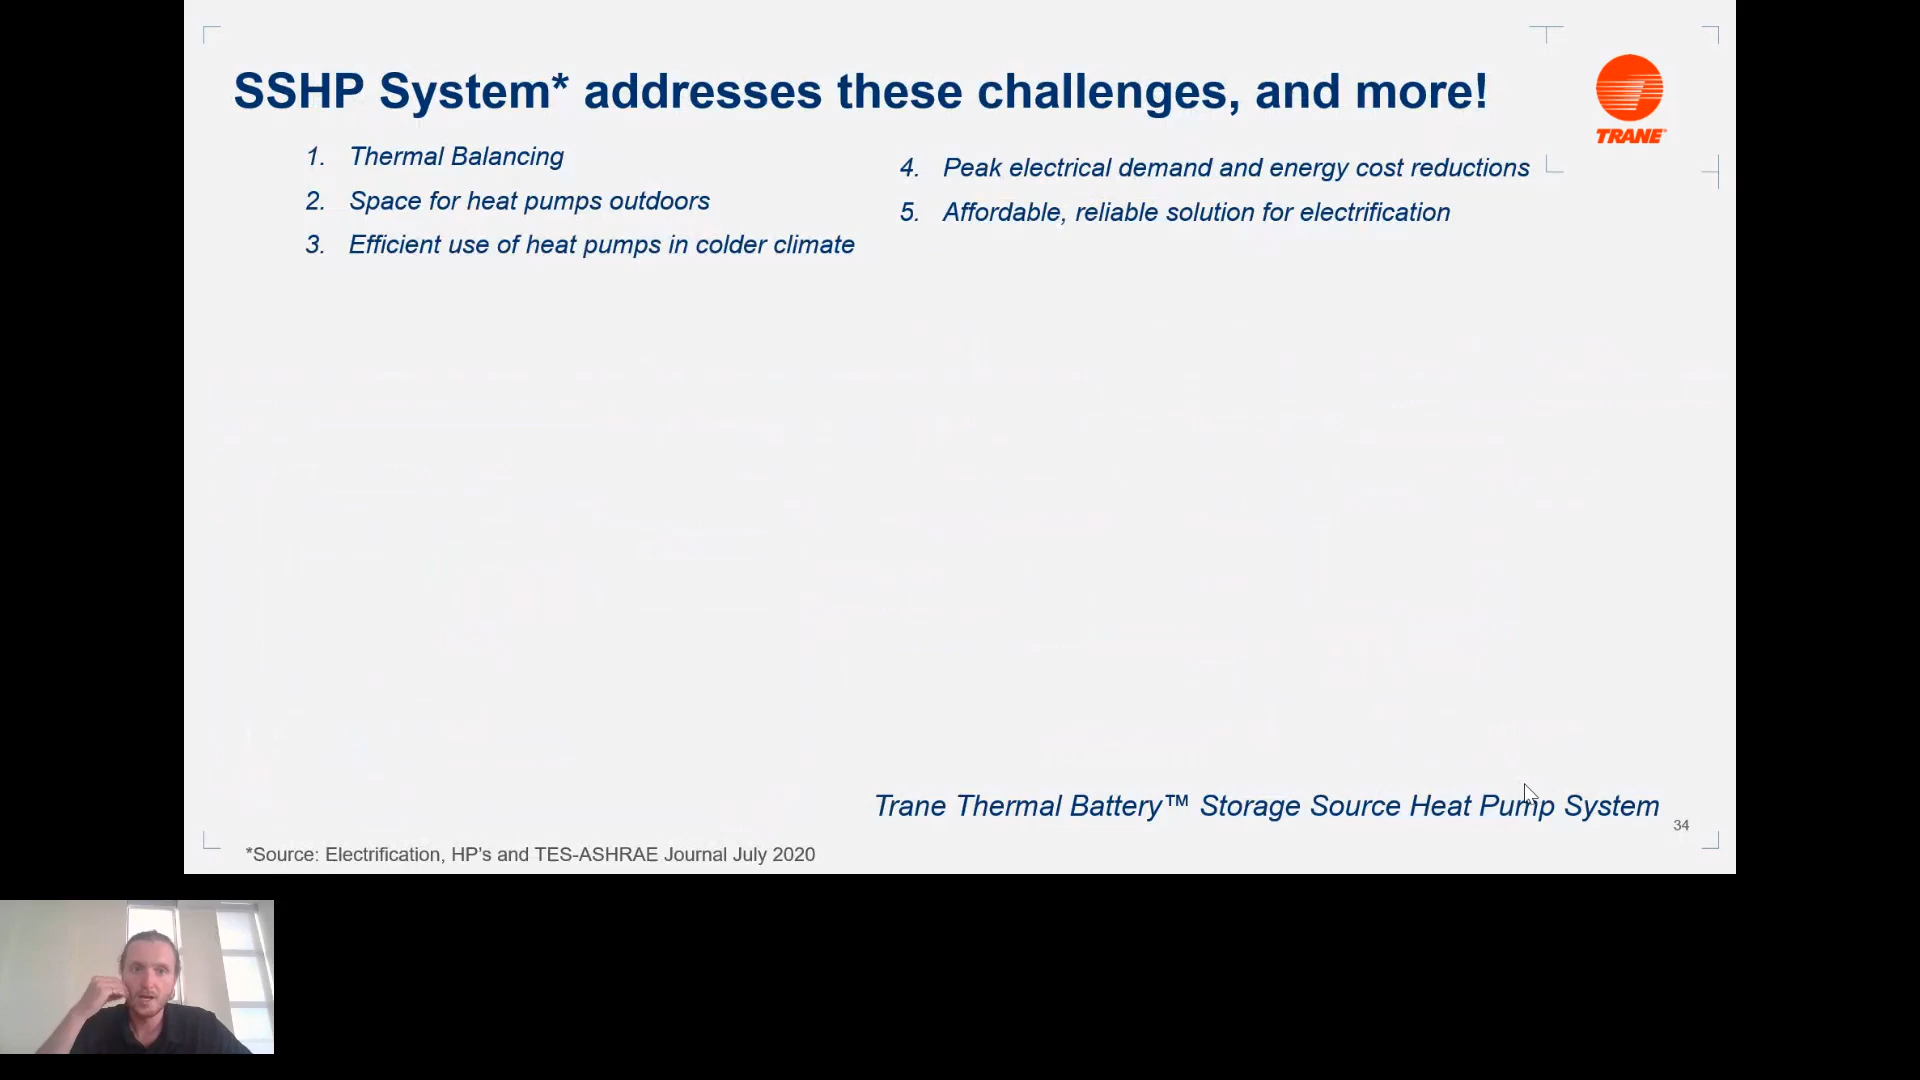 SSHP System* addresses these challenges, and more!
TRANE
1. Thermal Balancing
2. Space for heat pumps outdoors
3. Efficient use of heat pumps in colder climate
4. Peak electrical demand and energy cost reductions
5. Affordable, reliable solution for electrification
Trane Thermal Battery™ Storage Source Heat Pump System
34
*Source: Electrification, HP's and TES-ASHRAE Journal July 2020